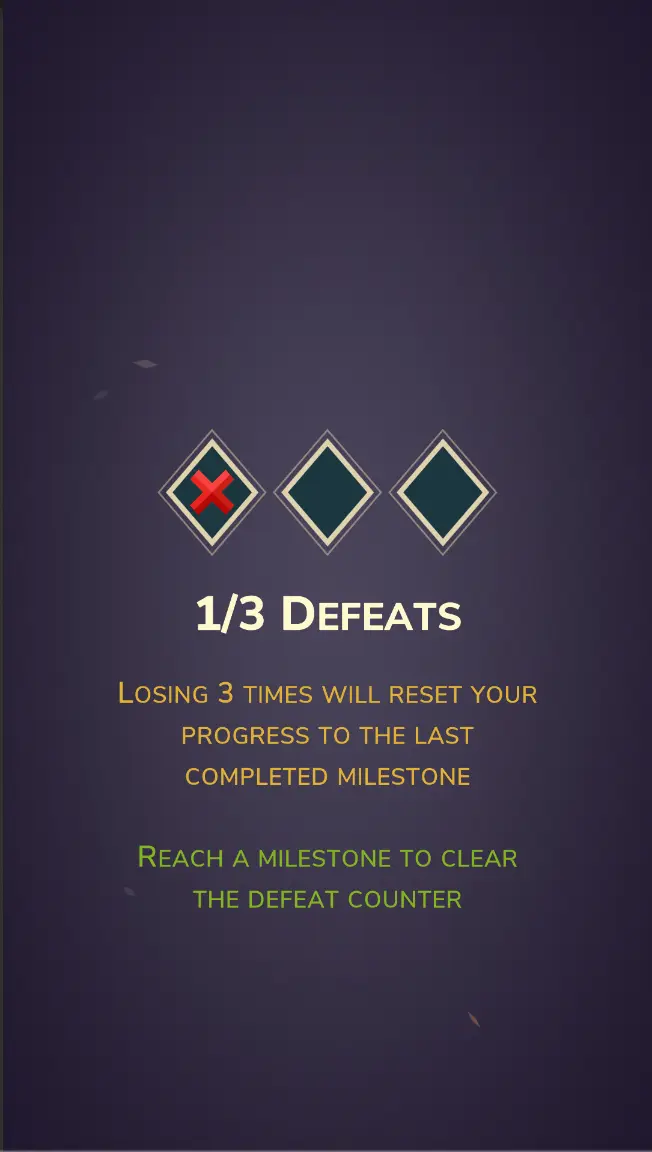 1/3 Defeats
Losing 3 times will reset your
progress to the last
completed milestone
Reach a milestone to clear
the defeat counter